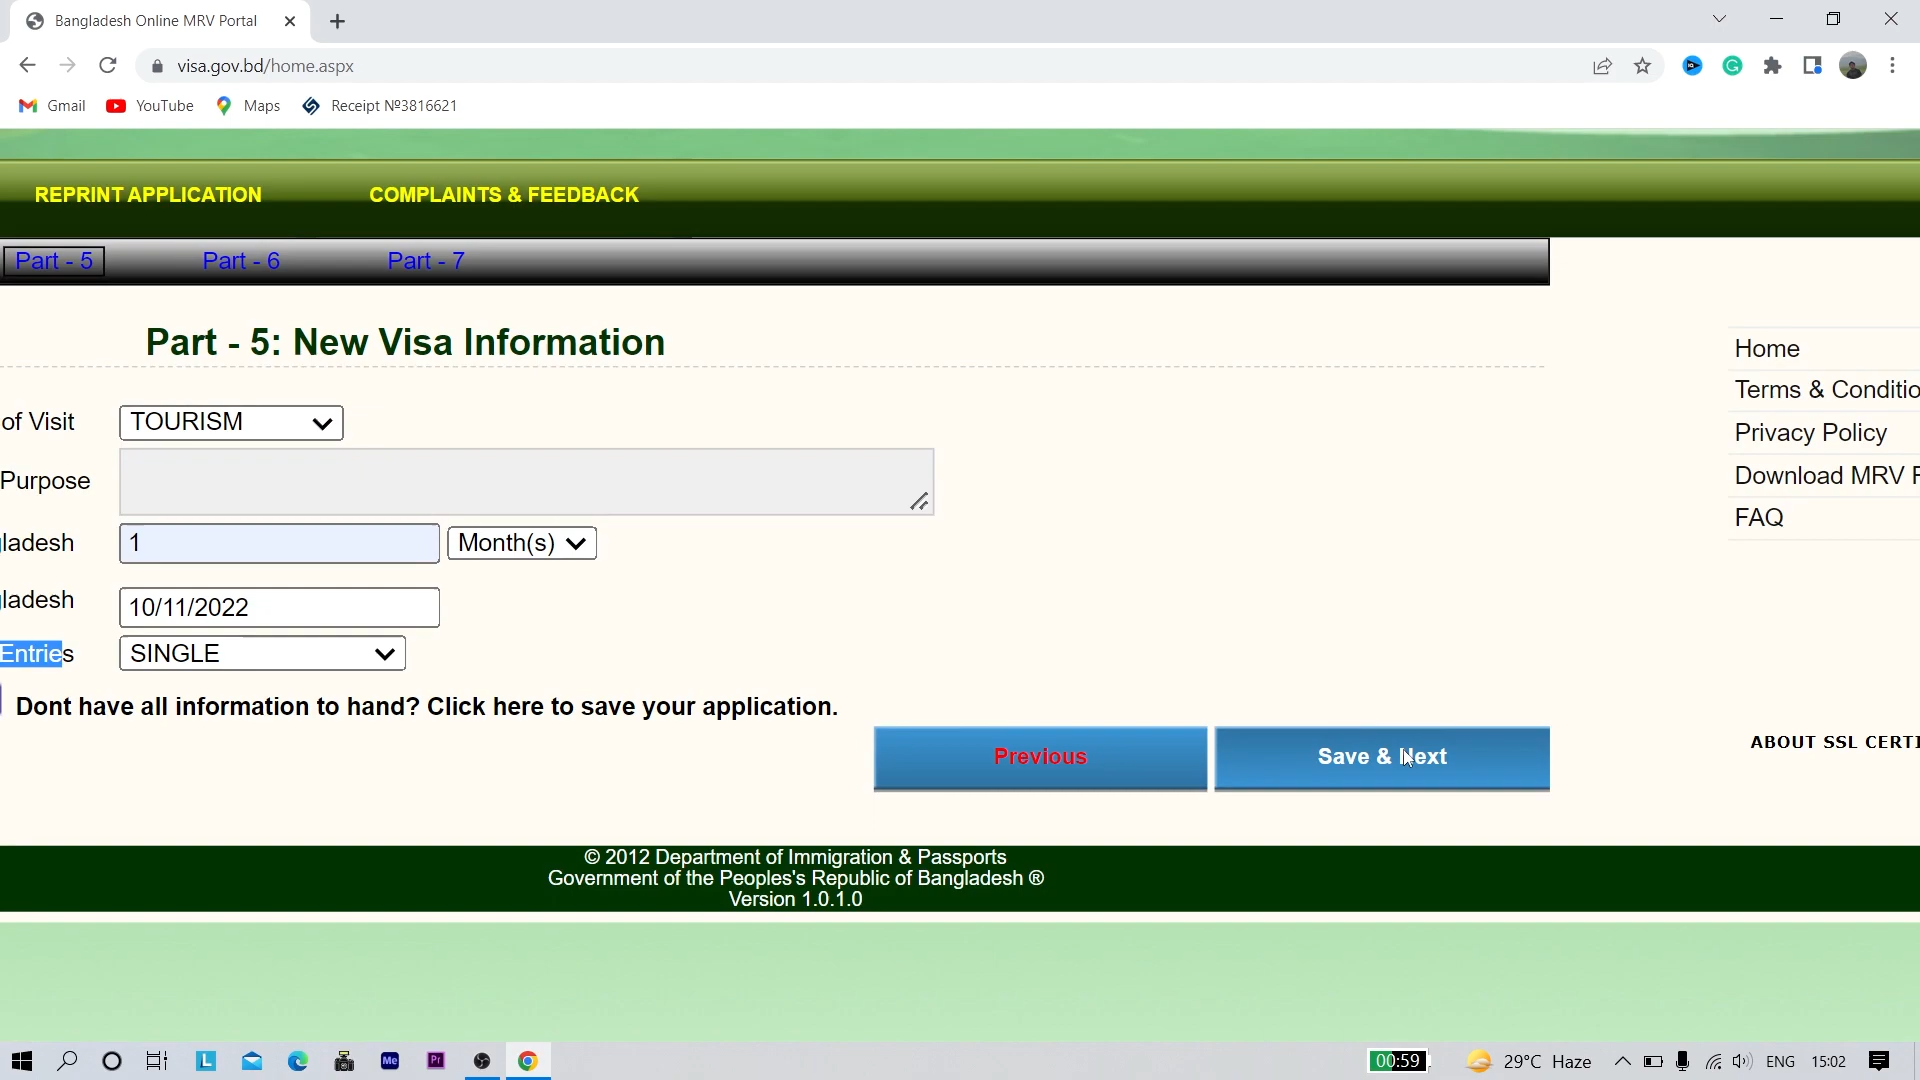 Bangladesh Online MRV Portal
visa.gov.bd/home.aspx
Gmail YouTube Maps Receipt №3816621
REPRINT APPLICATION COMPLAINTS & FEEDBACK
Part - 5 Part - 6 Part - 7
Part - 5: New Visa Information
Home
Terms & Conditio
Privacy Policy
Download MRV F
FAQ
of Visit TOURISM
Purpose
gladesh 1 Month(s)
gladesh 10/11/2022
Entries SINGLE
Dont have all information to hand? Click here to save your application.
Previous Save & Next
ABOUT SSL CERTI
© 2012 Department of Immigration & Passports
Government of the Peoples's Republic of Bangladesh ®
Version 1.0.1.0
L Me Pr 00:59 29°C Haze ENG 15:02